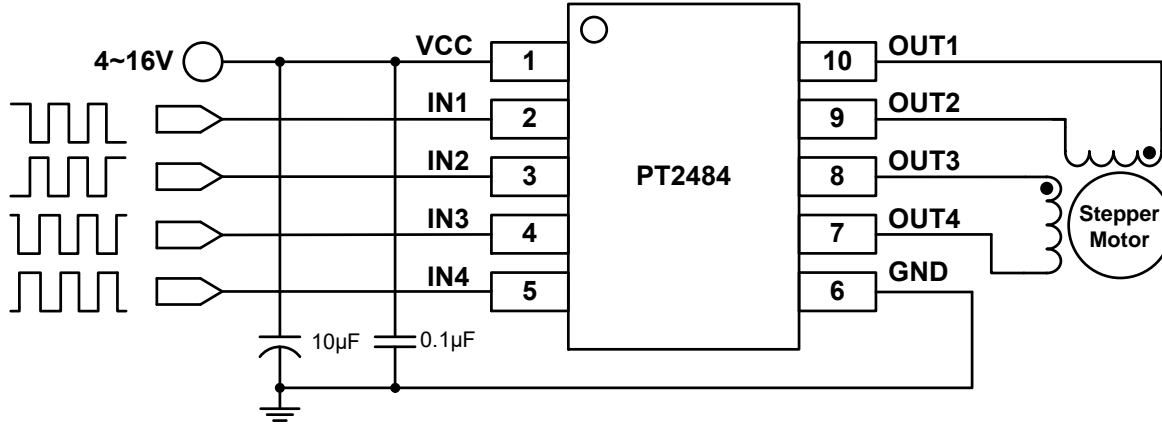 4~16V
VCC
1
10
OUT1
IN1
2
9
OUT2
IN2
3
PT2484
8
OUT3
IN3
4
7
OUT4
Stepper
Motor
IN4
5
6
GND
10µF
0.1µF